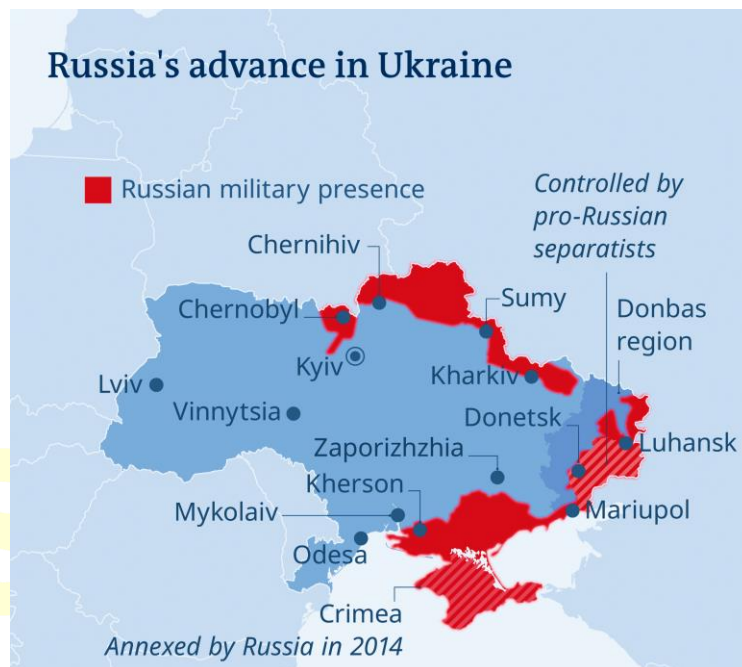 Russia's advance in Ukraine
Russian military presence
Controlled by
pro-Russian
separatists
Chernihiv
Chernobyl
Sumy
Donbas
region
Kyiv
Kharkiv
Lviv
Vinnytsia
Donetsk
Zaporizhzhia
Luhansk
Kherson
Mykolaiv
Mariupol
Odesa
Crimea
Annexed by Russia in 2014